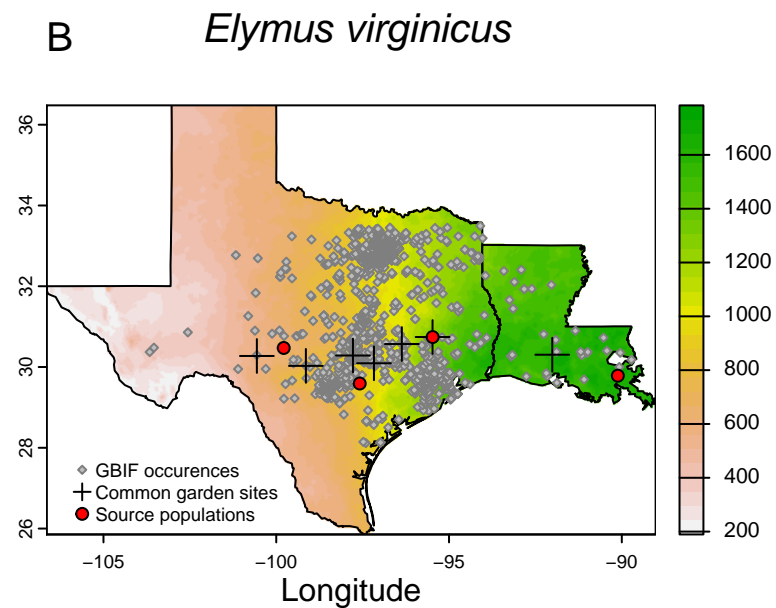 B
Elymus virginicus
36
34
32
30
28
26
GBIF occurences
Common garden sites
Source populations
−105 −100 −95 −90
Longitude
1600
1400
1200
1000
800
600
400
200